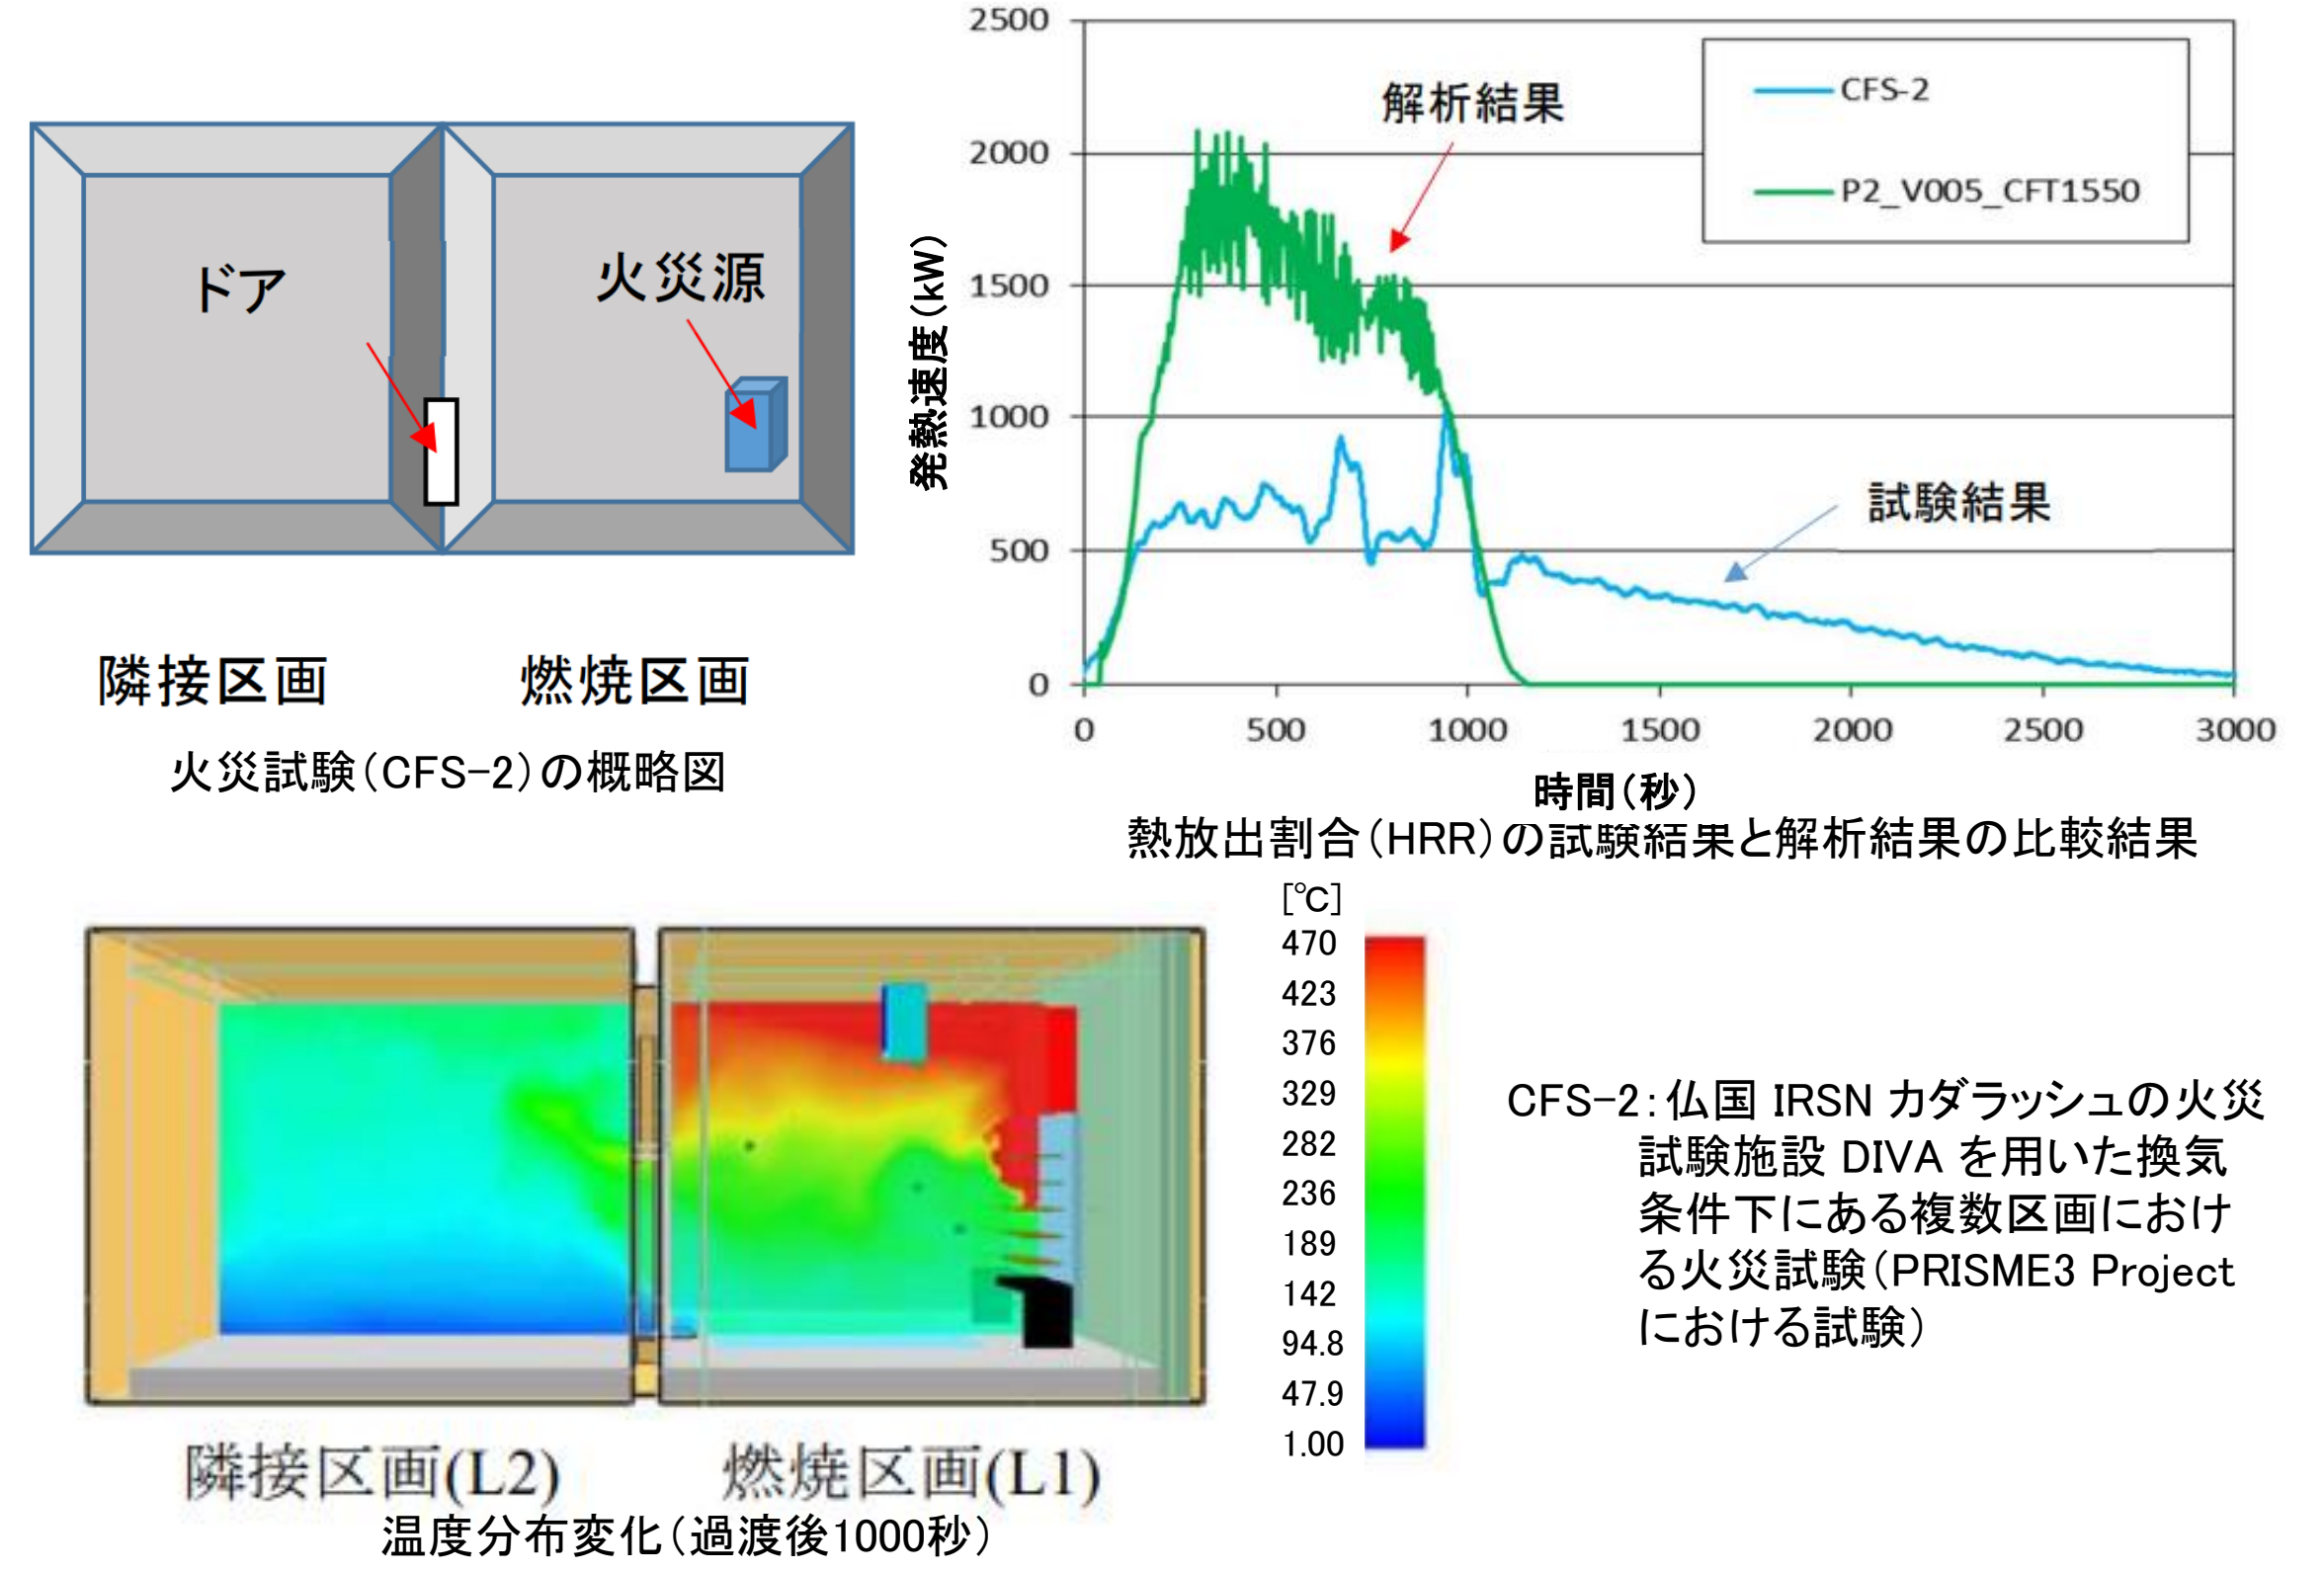 ドア
火災源
隣接区画
燃焼区画
火災試験(CFS-2)の概略図
2500
2000
1500
1000
500
0
発熱速度(kW)
解析結果
CFS-2
P2_V005_CFT1550
試験結果
0 500 1000 1500 2000 2500 3000
時間(秒)
熱放出割合(HRR)の試験結果と解析結果の比較結果
[℃]
470
423
376
329
282
236
189
142
94.8
47.9
1.00
隣接区画(L2)
燃焼区画(L1)
温度分布変化(過渡後1000秒)
CFS-2:仏国 IRSN カダラッシュの火災
試験施設 DIVA を用いた換気
条件下にある複数区画におけ
る火災試験(PRISME3 Project
における試験)